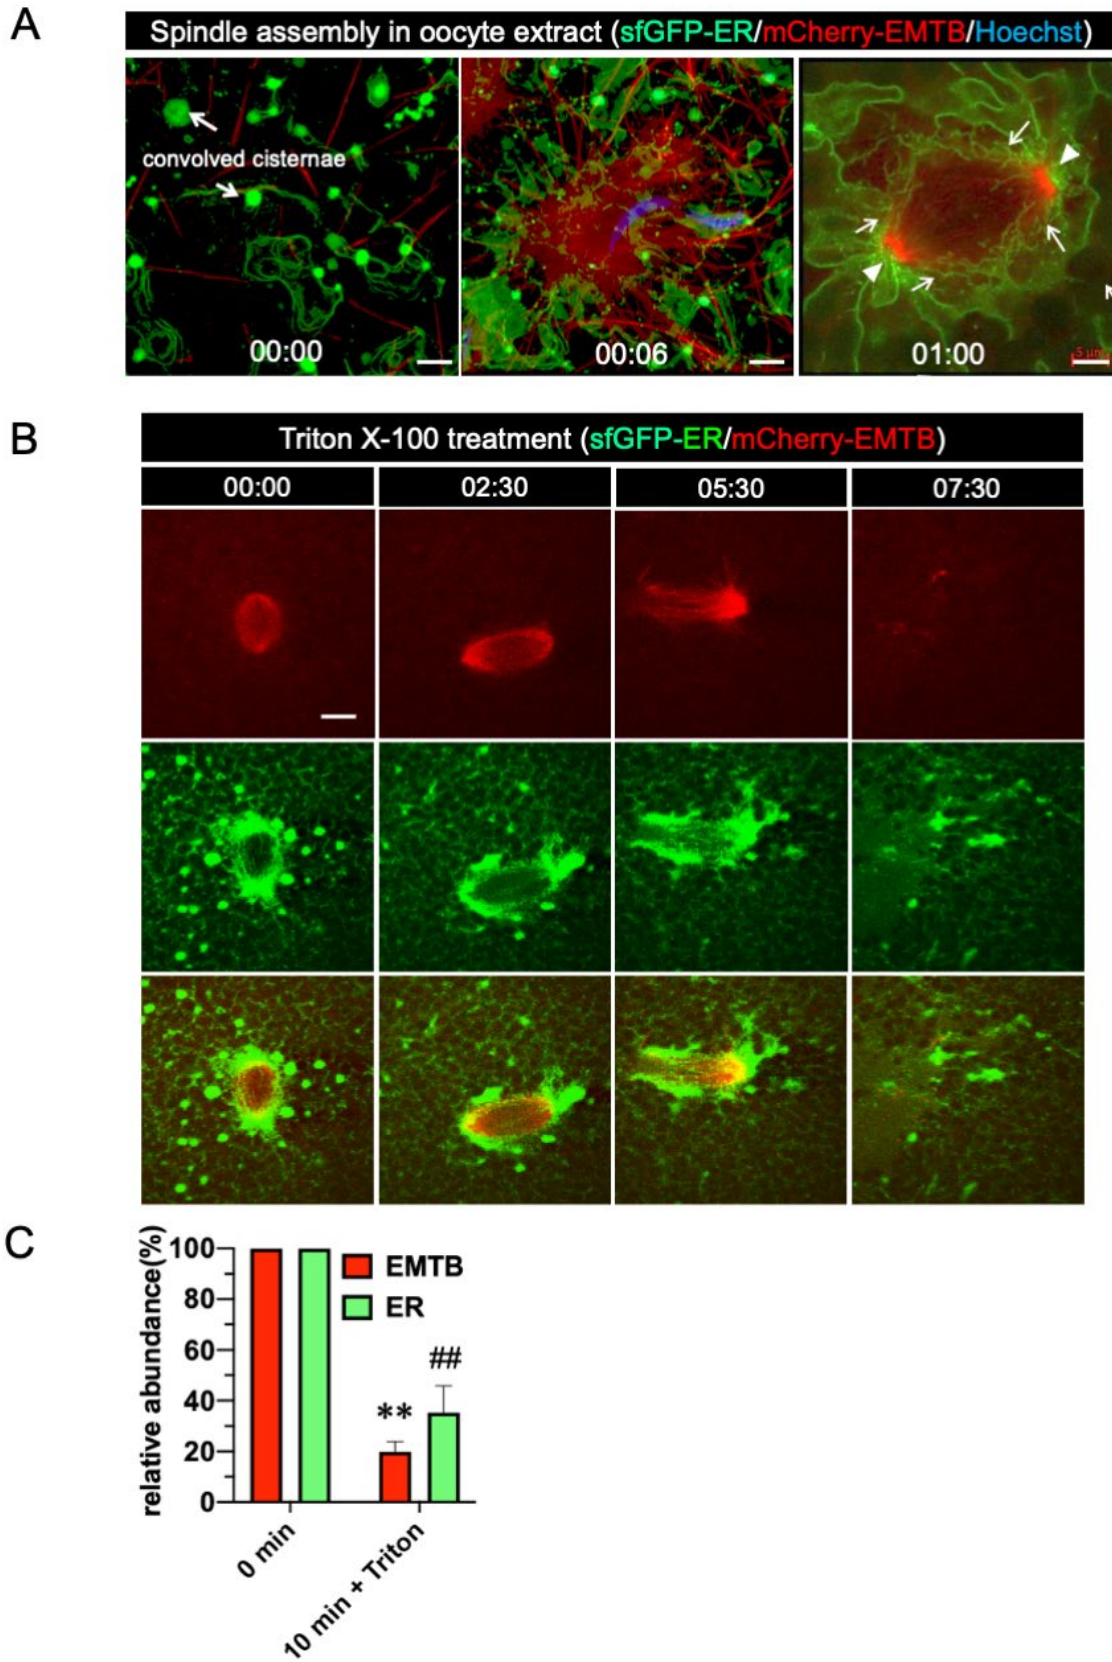 A
Spindle assembly in oocyte extract (sfGFP-ER/mCherry-EMTB/Hoechst)
convolved cisternae
00:00
00:06
01:00
5 µm
B
Triton X-100 treatment (sfGFP-ER/mCherry-EMTB)
00:00
02:30
05:30
07:30
C
relative abundance(%)
100
80
60
40
20
0
EMTB
ER
**
##
0 min
10 min + Triton